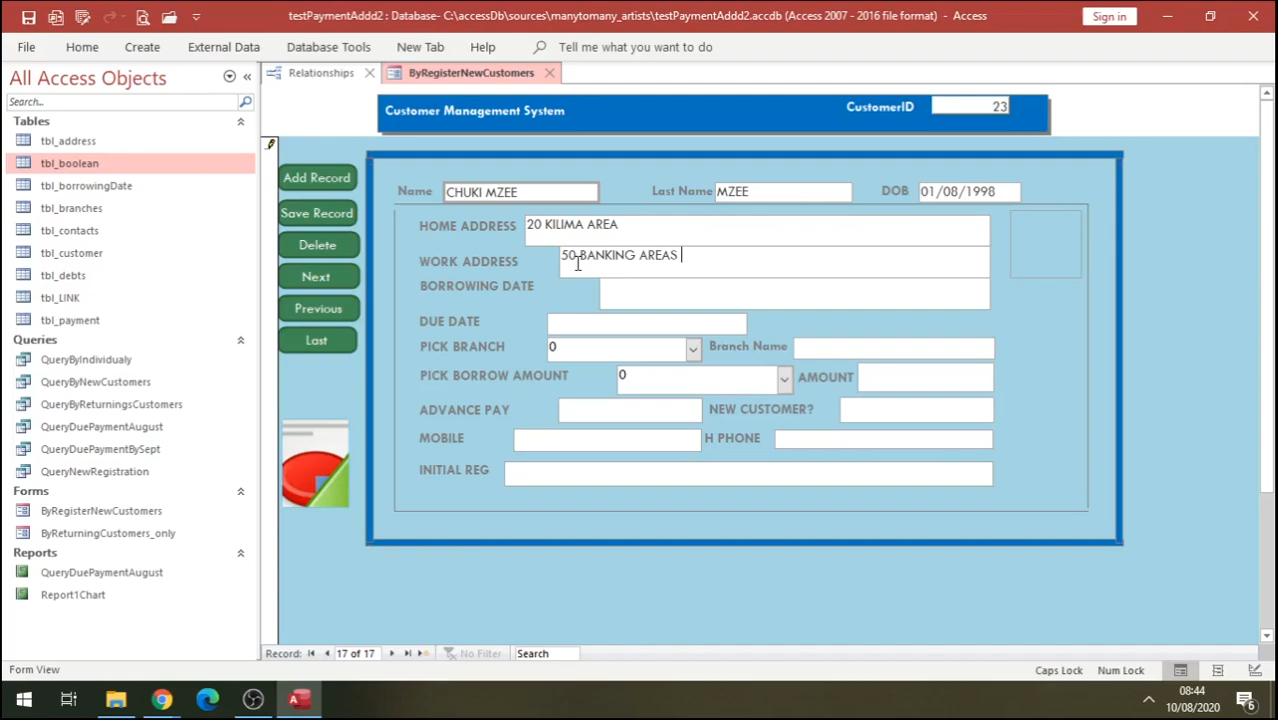 testPaymentAdd2 : Database- C:\accessDb\sources\manytomany_artists\testPaymentAdd2.accdb (Access 2007 - 2016 file format) - Access
Sign in
File Home Create External Data Database Tools New Tab Help Tell me what you want to do
All Access Objects
Search...
Tables
tbl_address
tbl_boolean
tbl_borrowingDate
tbl_branches
tbl_contacts
tbl_customer
tbl_debts
tbl_LINK
tbl_payment
Queries
QueryByIndividualy
QueryByNewCustomers
QueryByReturningsCustomers
QueryDuePaymentAugust
QueryDuePaymentBySept
QueryNewRegistration
Forms
ByRegisterNewCustomers
ByReturningCustomers_only
Reports
QueryDuePaymentAugust
Report1Chart
Relationships
ByRegisterNewCustomers
Customer Management System
CustomerID 23
Add Record
Save Record
Delete
Next
Previous
Last
Name CHUKI MZEE Last Name MZEE DOB 01/08/1998
HOME ADDRESS 20 KILIMA AREA
WORK ADDRESS 50 BANKING AREAS
BORROWING DATE
DUE DATE
PICK BRANCH 0 Branch Name
PICK BORROW AMOUNT 0 AMOUNT
ADVANCE PAY NEW CUSTOMER?
MOBILE H PHONE
INITIAL REG
Record: 17 of 17 No Filter Search
Form View
Caps Lock Num Lock
08:44
10/08/2020
6